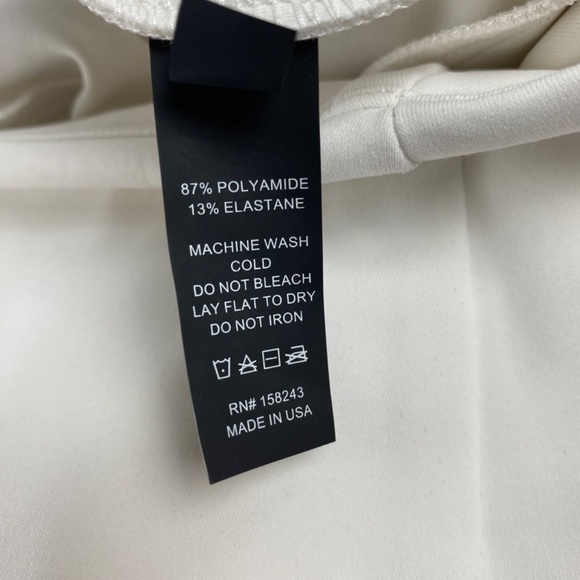 87% POLYAMIDE
13% ELASTANE
MACHINE WASH
COLD
DO NOT BLEACH
LAY FLAT TO DRY
DO NOT IRON
RN# 158243
MADE IN USA